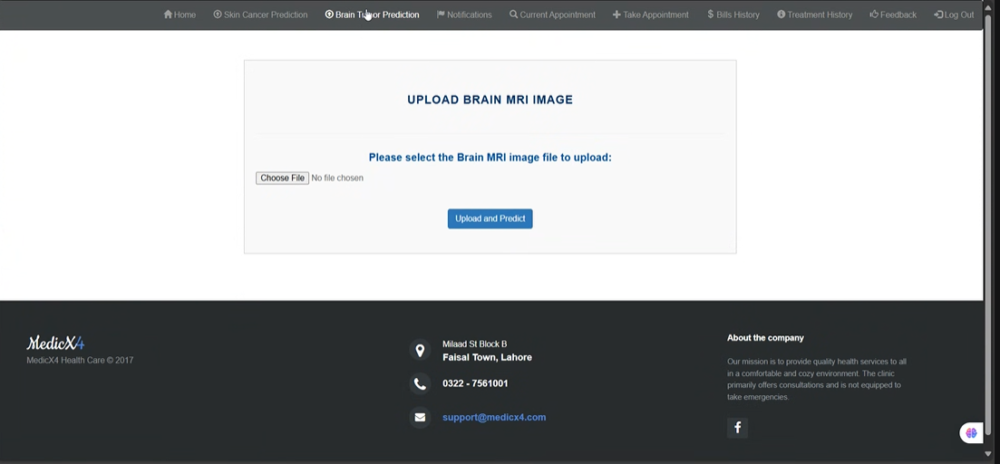 Home Skin Cancer Prediction Brain Tumor Prediction Notifications Current Appointment Take Appointment $ Bills History Treatment History Feedback Log Out
UPLOAD BRAIN MRI IMAGE
Please select the Brain MRI image file to upload:
Choose File No file chosen
Upload and Predict
MedicX4
MedicX4 Health Care © 2017
Milaad St Block B
Faisal Town, Lahore
0322 - 7561001
support@medicx4.com
About the company
Our mission is to provide quality health services to all
in a comfortable and cozy environment. The clinic
primarily offers consultations and is not equipped to
take emergencies.
f